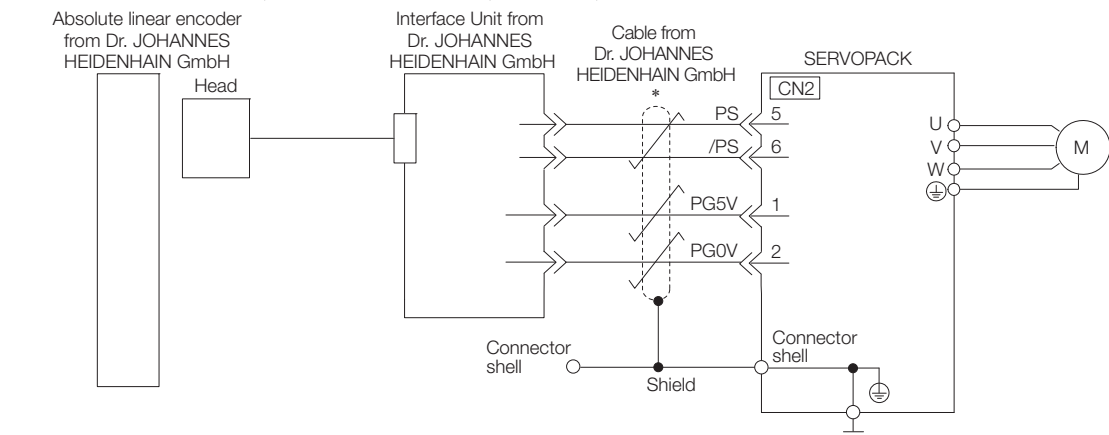 Absolute linear encoder
from Dr. JOHANNES
HEIDENHAIN GmbH
Head
Interface Unit from
Dr. JOHANNES
HEIDENHAIN GmbH
Cable from
Dr. JOHANNES
HEIDENHAIN GmbH
*
SERVOPACK
CN2
PS 5
/PS 6
PG5V 1
PG0V 2
U
V
W
M
Connector
shell
Shield
Connector
shell